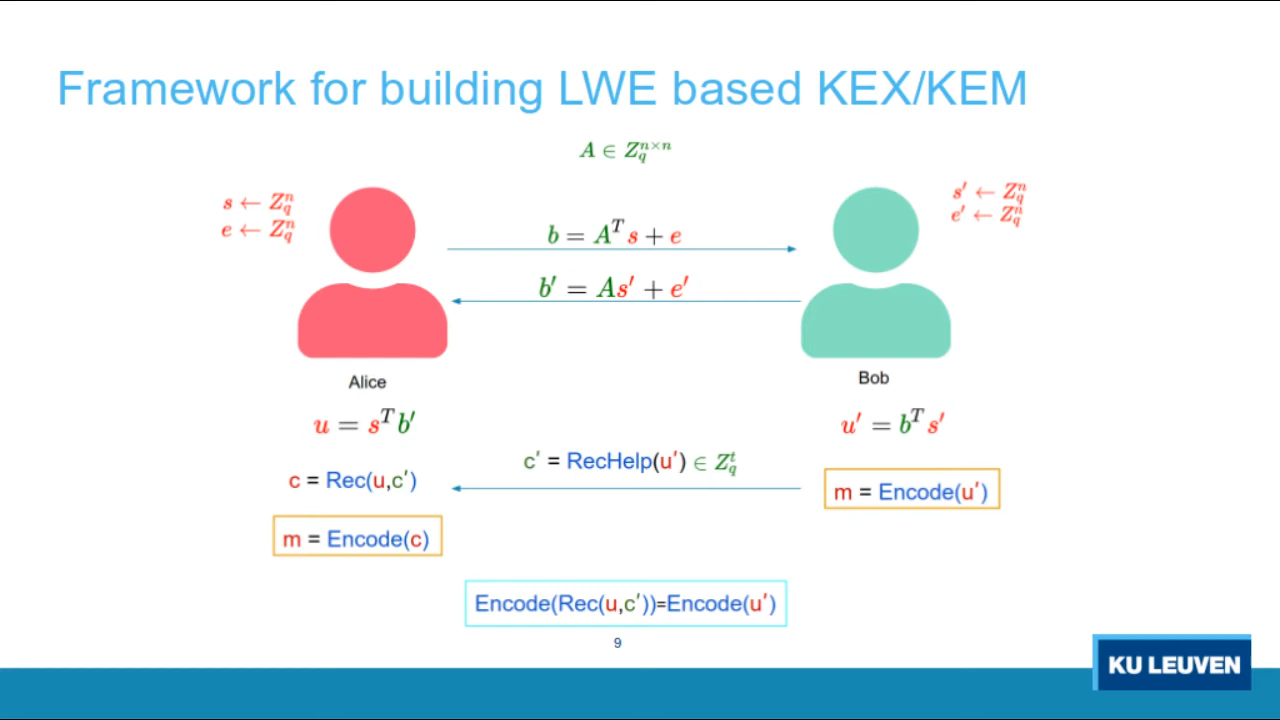 Framework for building LWE based KEX/KEM
A ∈ Z_q^{n×n}
s ← Z_q^n
e ← Z_q^n
s′ ← Z_q^n
e′ ← Z_q^n
b = A^T s + e
b′ = As′ + e′
Alice
Bob
u = s^T b′
u′ = b^T s′
c′ = RecHelp(u′) ∈ Z_q^t
c = Rec(u,c′)
m = Encode(u′)
m = Encode(c)
Encode(Rec(u,c′))=Encode(u′)
9
KU LEUVEN